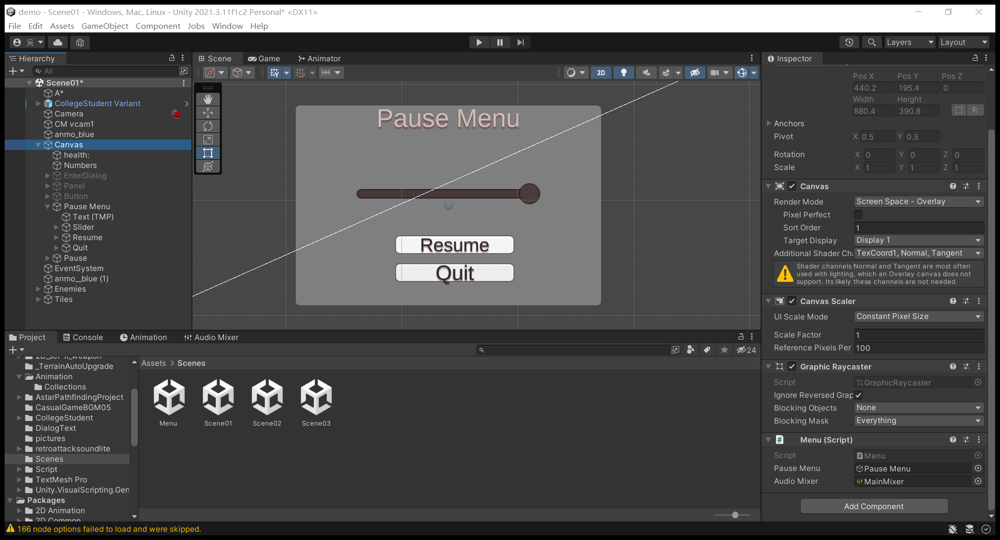 demo - Scene01 - Windows, Mac, Linux - Unity 2021.3.11f1c2 Personal* <DX11>
File Edit Assets GameObject Component Jobs Window Help
吴
Layers
Layout
Hierarchy
All
Scene01*
A*
CollegeStudent Variant
Camera
CM vcam1
anmo_blue
Canvas
health:
Numbers
EnterDialog
Panel
Button
Pause Menu
Text (TMP)
Slider
Resume
Quit
Pause
EventSystem
anmo__blue (1)
Enemies
Tiles
Scene
Game
Animator
2D
Pause Menu
Resume
Quit
Inspector
Pos X Pos Y Pos Z
440.2 195.4 0
Width Height
880.4 390.8
R
Anchors
Pivot X 0.5 Y 0.5
Rotation X 0 Y 0 Z 0
Scale X 1 Y 1 Z 1
Canvas
Render Mode Screen Space - Overlay
Pixel Perfect
Sort Order 1
Target Display Display 1
Additional Shader Cha TexCoord1, Normal, Tangent
Shader channels Normal and Tangent are most often
used with lighting, which an Overlay canvas does not
support. Its likely these channels are not needed.
Canvas Scaler
UI Scale Mode Constant Pixel Size
Scale Factor 1
Reference Pixels Per 100
Graphic Raycaster
Script GraphicRaycaster
Ignore Reversed Grap
Blocking Objects None
Blocking Mask Everything
Menu (Script)
Script # Menu
Pause Menu Pause Menu
Audio Mixer MainMixer
Add Component
Project
Console
Animation
Audio Mixer
24
_TerrainAutoUpgrade
Animation
Collections
AstarPathfindingProject
CasualGameBGM05
CollegeStudent
DialogText
pictures
retroattacksoundlite
Scenes
Script
TextMesh Pro
Unity.VisualScripting.Gen
Packages
2D Animation
2D Common
Assets > Scenes
Menu
Scene01
Scene02
Scene03
166 node options failed to load and were skipped.